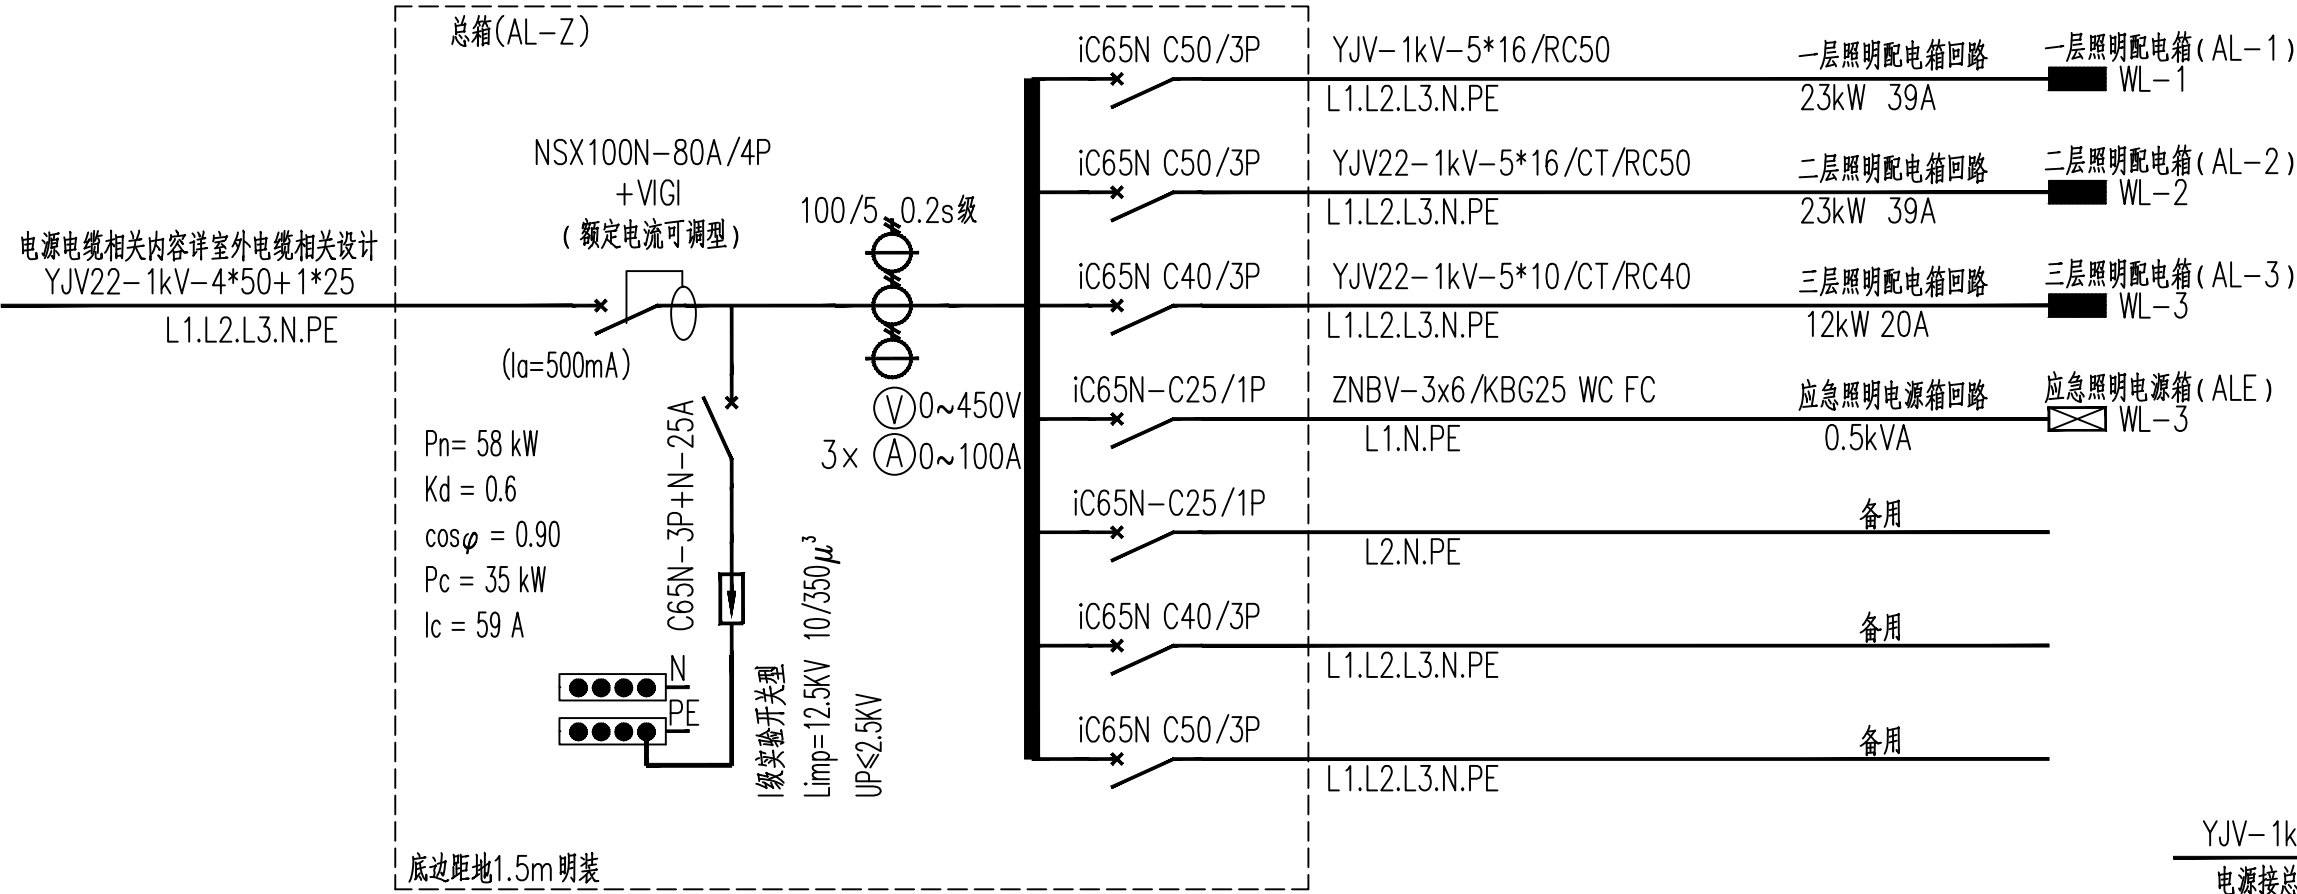 总箱(AL-Z)
NSX100N-80A/4P
+VIGI
(额定电流可调型)
电源电缆相关内容详室外电缆相关设计
YJV22-1kV-4*50+1*25
L1.L2.L3.N.PE
(Ia=500mA)
100/5 0.2s级
V 0~450V
3x A 0~100A
Pn= 58 kW
Kd = 0.6
cosφ = 0.90
Pc = 35 kW
Ic = 59 A
C65N-3P+N-25A
I级实验开关型
Limp=12.5KV 10/350μ³
UP≤2.5KV
N
PE
底边距地1.5m明装
iC65N C50/3P YJV-1kV-5*16/RC50 一层照明配电箱回路 一层照明配电箱(AL-1)
L1.L2.L3.N.PE 23kW 39A WL-1
iC65N C50/3P YJV22-1kV-5*16/CT/RC50 二层照明配电箱回路 二层照明配电箱(AL-2)
L1.L2.L3.N.PE 23kW 39A WL-2
iC65N C40/3P YJV22-1kV-5*10/CT/RC40 三层照明配电箱回路 三层照明配电箱(AL-3)
L1.L2.L3.N.PE 12kW 20A WL-3
iC65N-C25/1P ZNBV-3x6/KBG25 WC FC 应急照明电源箱回路 应急照明电源箱(ALE)
L1.N.PE 0.5kVA WL-3
iC65N-C25/1P 备用
L2.N.PE
iC65N C40/3P 备用
L1.L2.L3.N.PE
iC65N C50/3P 备用
L1.L2.L3.N.PE
YJV-1k
电源接总